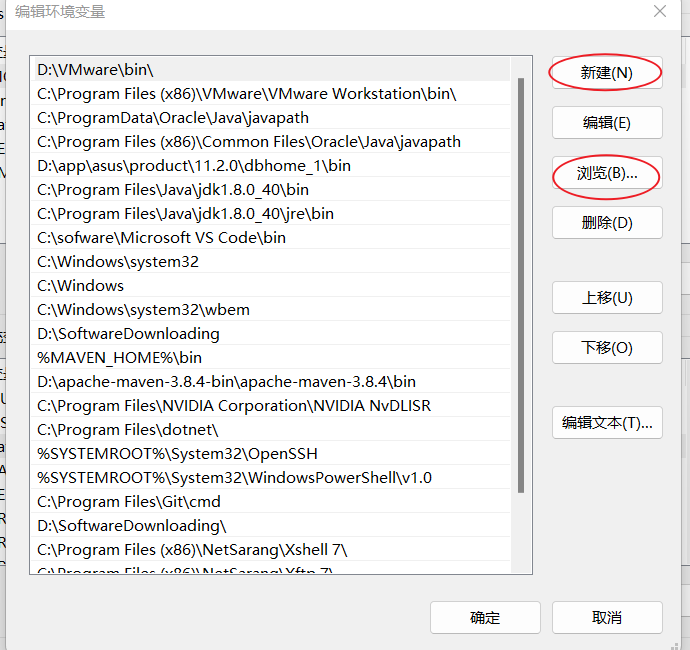 编辑环境变量
D:\VMware\bin\
C:\Program Files (x86)\VMware\VMware Workstation\bin\
C:\ProgramData\Oracle\Java\javapath
C:\Program Files (x86)\Common Files\Oracle\Java\javapath
D:\app\asus\product\11.2.0\dbhome_1\bin
C:\Program Files\Java\jdk1.8.0_40\bin
C:\Program Files\Java\jdk1.8.0_40\jre\bin
C:\sofware\Microsoft VS Code\bin
C:\Windows\system32
C:\Windows
C:\Windows\system32\wbem
D:\SoftwareDownloading
%MAVEN_HOME%\bin
D:\apache-maven-3.8.4-bin\apache-maven-3.8.4\bin
C:\Program Files\NVIDIA Corporation\NVIDIA NvDLISR
C:\Program Files\dotnet\
%SYSTEMROOT%\System32\OpenSSH
%SYSTEMROOT%\System32\WindowsPowerShell\v1.0
C:\Program Files\Git\cmd
D:\SoftwareDownloading\
C:\Program Files (x86)\NetSarang\Xshell 7\
C:\Program Files (x86)\NetSarang\Xftp 7\
新建(N)
编辑(E)
浏览(B)...
删除(D)
上移(U)
下移(O)
编辑文本(T)...
确定
取消